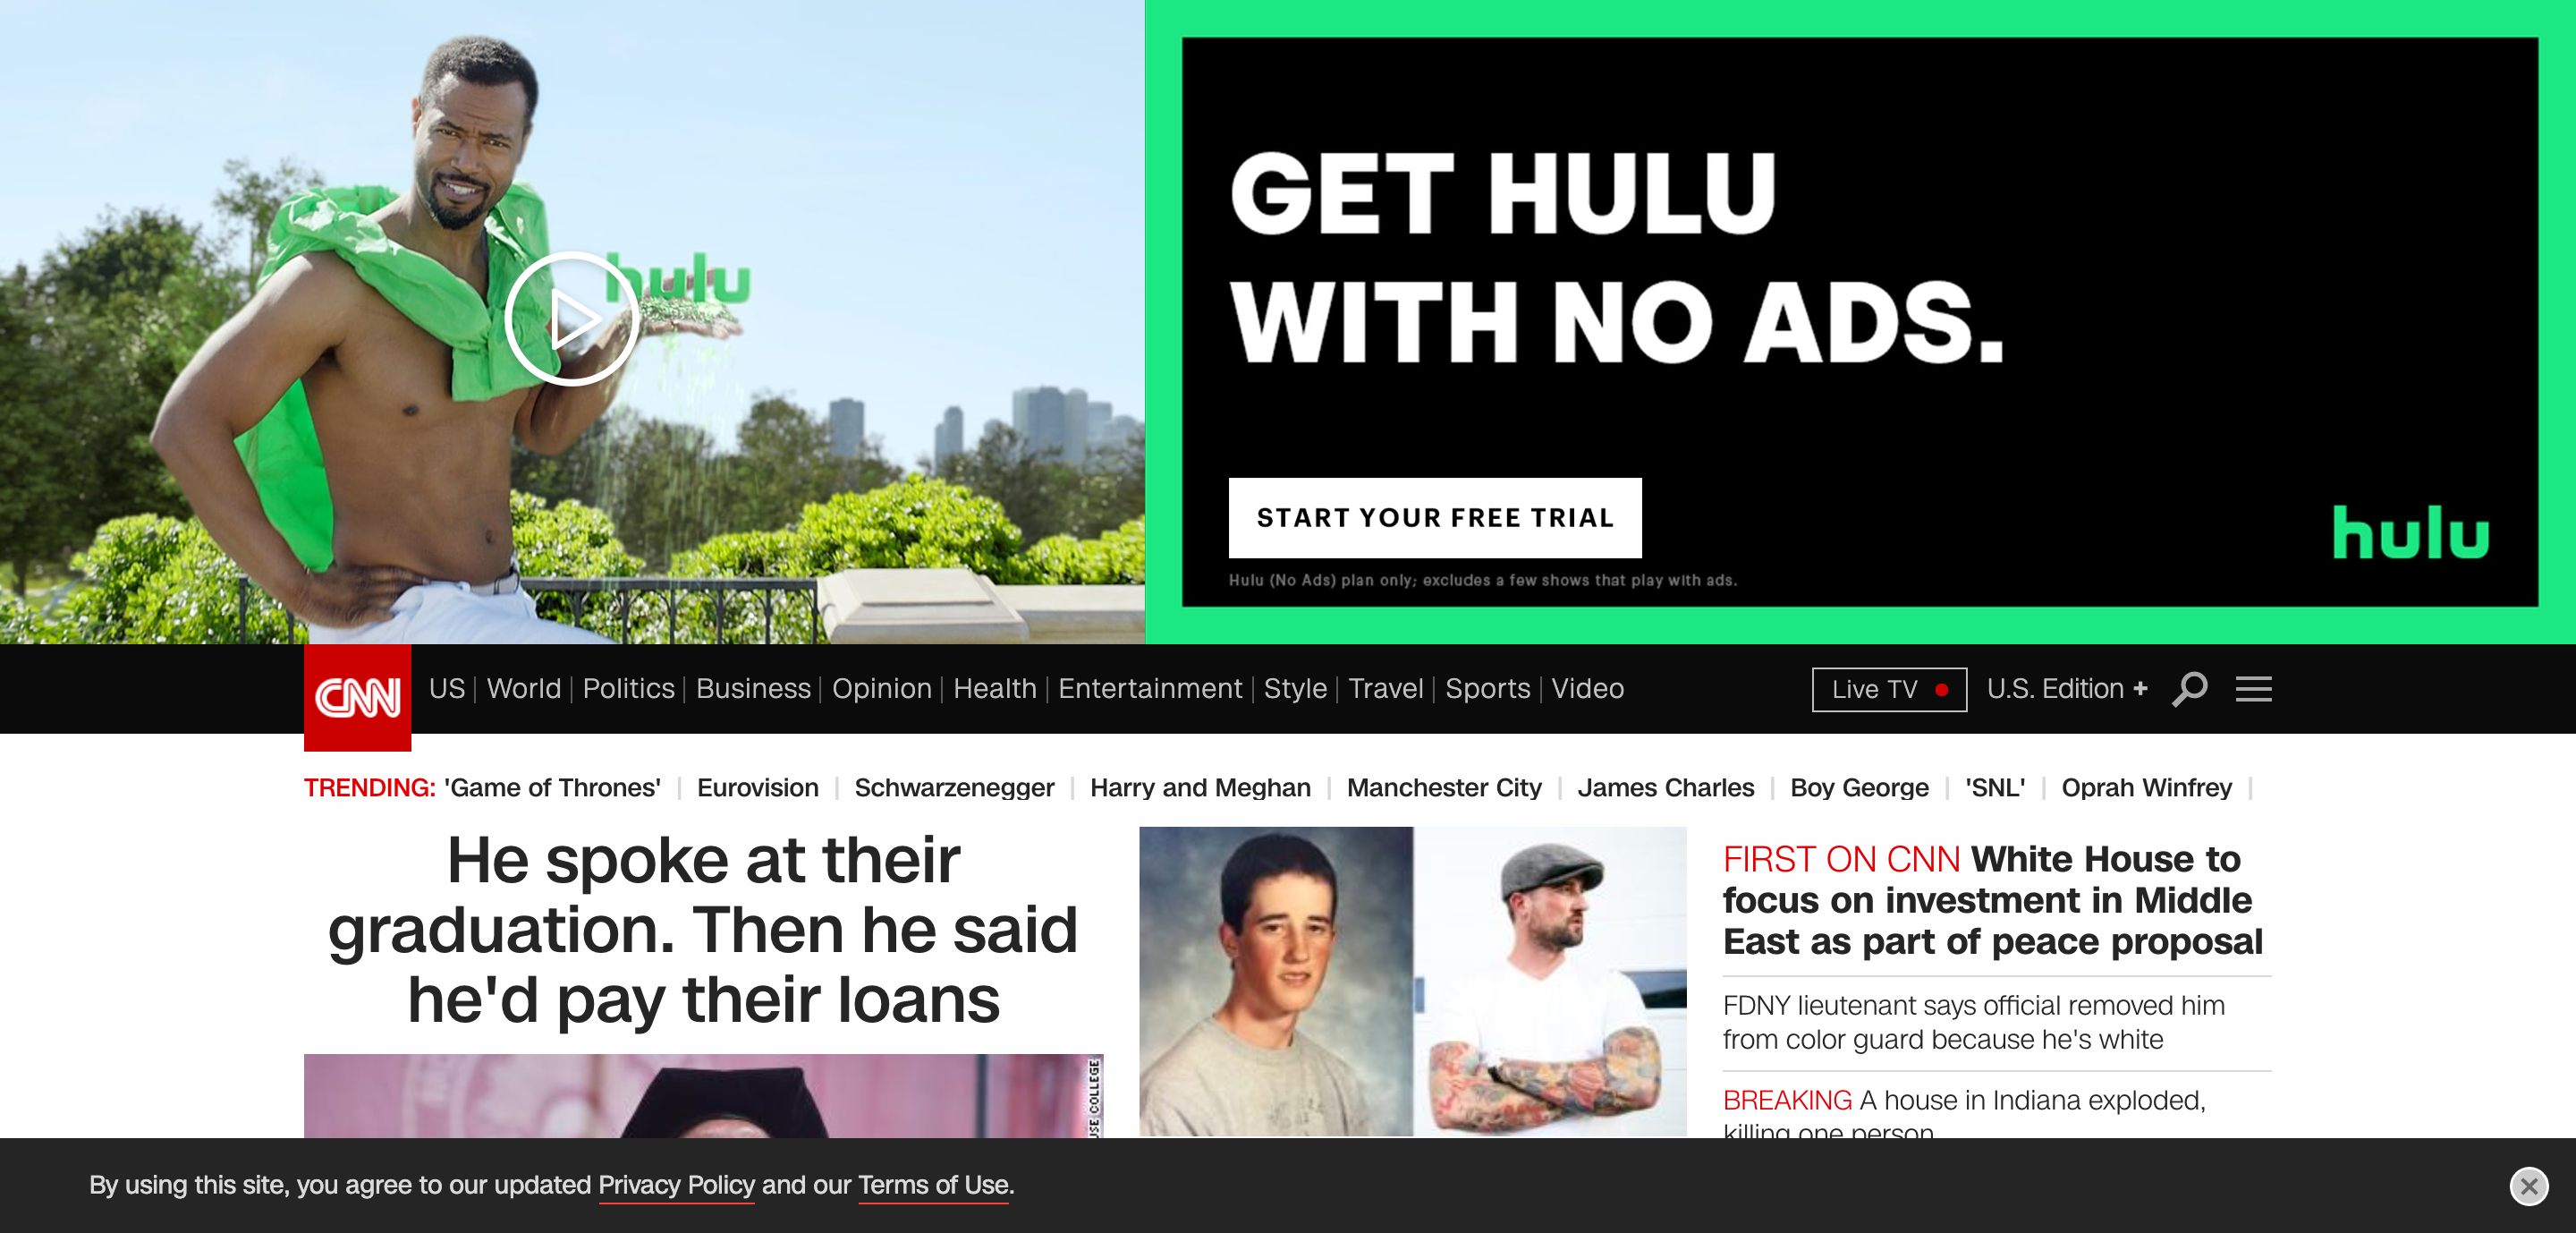 hulu
GET HULU
WITH NO ADS.
START YOUR FREE TRIAL
Hulu (No Ads) plan only; excludes a few shows that play with ads.
hulu
CNN
US World Politics Business Opinion Health Entertainment Style Travel Sports Video
Live TV U.S. Edition +
TRENDING: 'Game of Thrones' Eurovision Schwarzenegger Harry and Meghan Manchester City James Charles Boy George 'SNL' Oprah Winfrey
He spoke at their
graduation. Then he said
he'd pay their loans
COLLEGE
FIRST ON CNN White House to
focus on investment in Middle
East as part of peace proposal
FDNY lieutenant says official removed him
from color guard because he's white
BREAKING A house in Indiana exploded,
killing one person
By using this site, you agree to our updated Privacy Policy and our Terms of Use.